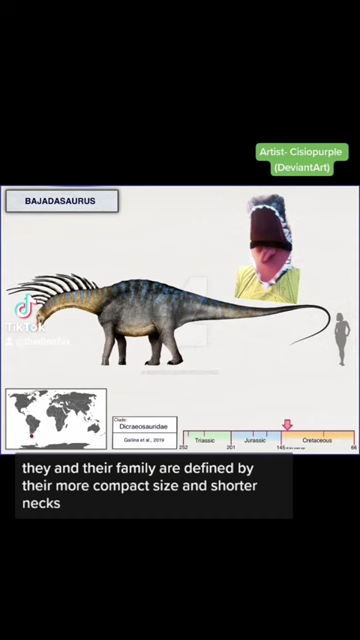 Artist- Cisiopurple
(DeviantArt)
BAJADASAURUS
TikTok
Clade:
Dicraeosauridae
Gallina et al., 2019
Triassic
Jurassic
Cretaceous
252
201
145
66
they and their family are defined by
their more compact size and shorter
necks